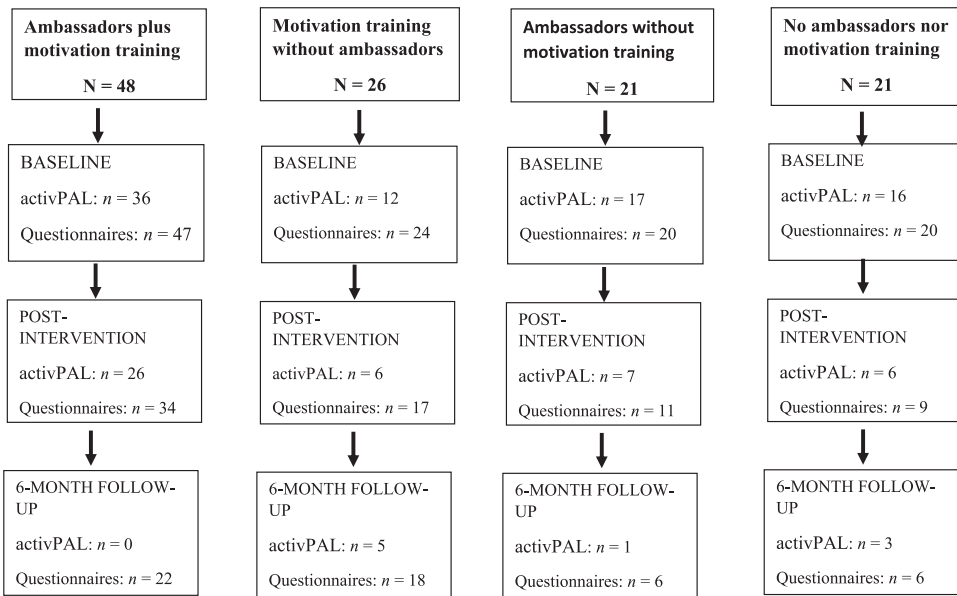 Ambassadors plus
motivation training
N = 48
BASELINE
activPAL: n = 36
Questionnaires: n = 47
POST-
INTERVENTION
activPAL: n = 26
Questionnaires: n = 34
6-MONTH FOLLOW-
UP
activPAL: n = 0
Questionnaires: n = 22
Motivation training
without ambassadors
N = 26
BASELINE
activPAL: n = 12
Questionnaires: n = 24
POST-
INTERVENTION
activPAL: n = 6
Questionnaires: n = 17
6-MONTH FOLLOW-
UP
activPAL: n = 5
Questionnaires: n = 18
Ambassadors without
motivation training
N = 21
BASELINE
activPAL: n = 17
Questionnaires: n = 20
POST-
INTERVENTION
activPAL: n = 7
Questionnaires: n = 11
6-MONTH FOLLOW-
UP
activPAL: n = 1
Questionnaires: n = 6
No ambassadors nor
motivation training
N = 21
BASELINE
activPAL: n = 16
Questionnaires: n = 20
POST-
INTERVENTION
activPAL: n = 6
Questionnaires: n = 9
6-MONTH FOLLOW-
UP
activPAL: n = 3
Questionnaires: n = 6